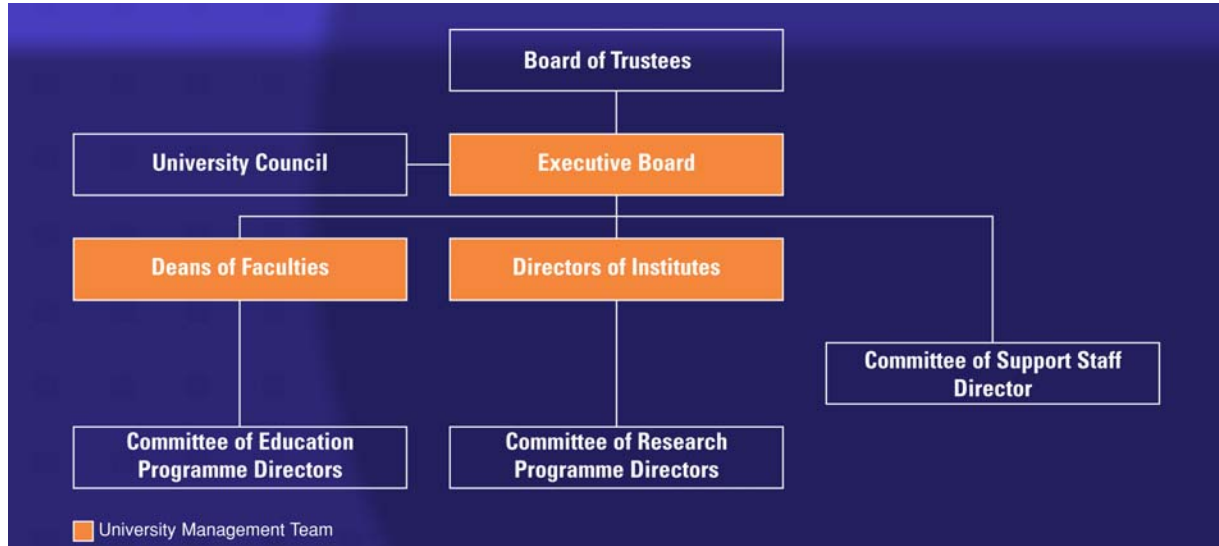 Board of Trustees
University Council
Executive Board
Deans of Faculties
Directors of Institutes
Committee of Support Staff
Director
Committee of Education
Programme Directors
Committee of Research
Programme Directors
University Management Team